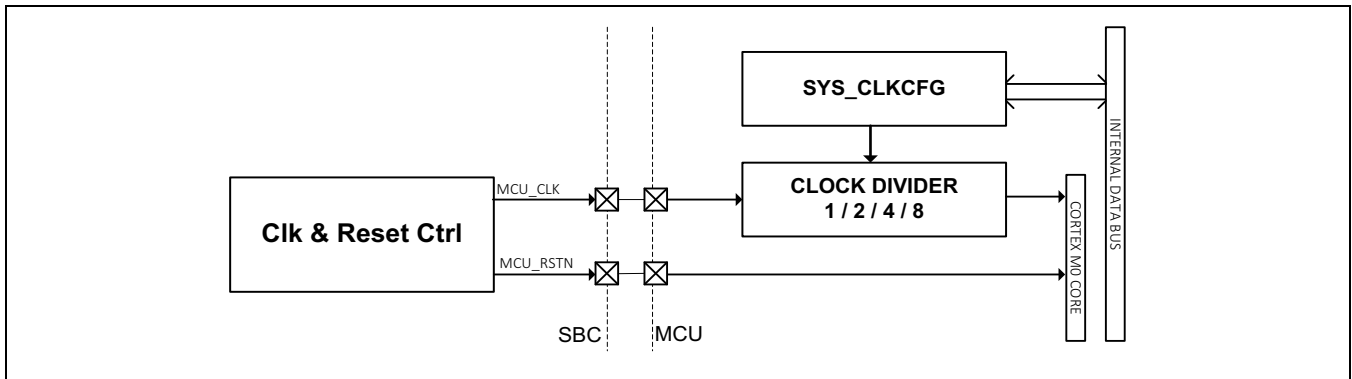 SYS_CLKCFG
INTERNAL DATA BUS
MCU_CLK
CLOCK DIVIDER
1 / 2 / 4 / 8
Clk & Reset Ctrl
CORTEX M0 CORE
MCU_RSTN
SBC
MCU